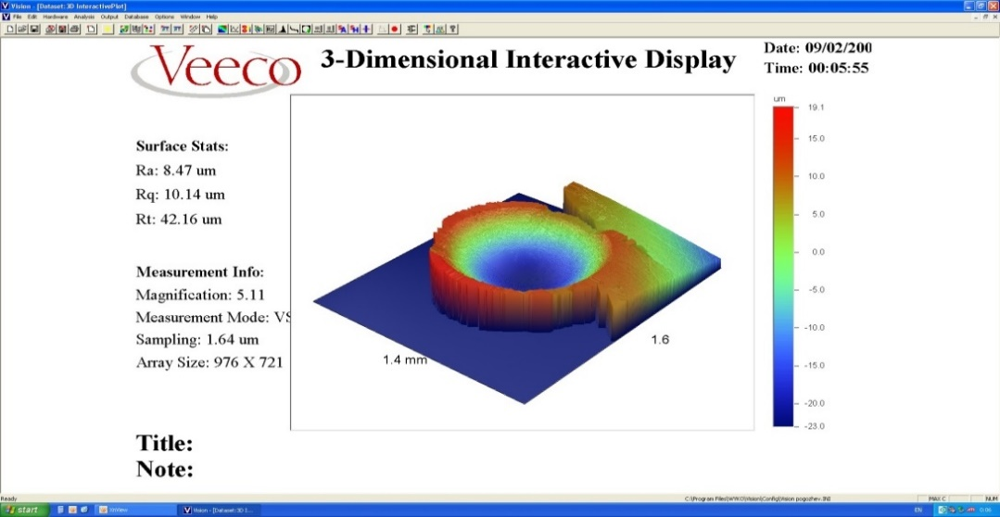 Vision - [Dataset: 3D InteractivePlot]
File Edit Hardware Analysis Output Database Options Window Help
Veeco
3-Dimensional Interactive Display
Date: 09/02/200
Time: 00:05:55
Surface Stats:
Ra: 8.47 um
Rq: 10.14 um
Rt: 42.16 um
Measurement Info:
Magnification: 5.11
Measurement Mode: VS
Sampling: 1.64 um
Array Size: 976 X 721
1.4 mm
1.6
um
19.1
15.0
10.0
5.0
0.0
-5.0
-10.0
-15.0
-20.0
-23.0
Title:
Note:
Ready
MAX C
NUM
start
Vision - [Dataset: 3D I...
EN